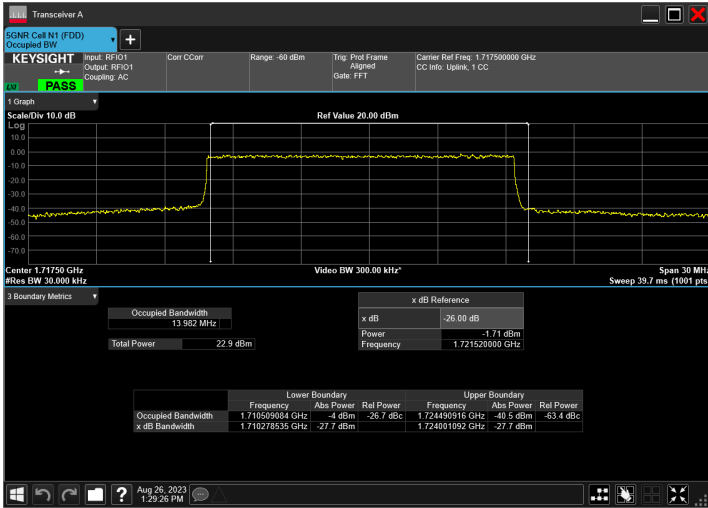 Transceiver A
5GNR Cell N1 (FDD)
Occupied BW
KEYSIGHT
PASS
Input: RFIO1
Output: RFIO1
Coupling: AC
Corr CCorr
Range: -60 dBm
Trig: Prot Frame
Aligned
Gate: FFT
Carrier Ref Freq: 1.717500000 GHz
CC Info: Uplink, 1 CC
1 Graph
Scale/Div 10.0 dB
Ref Value 20.00 dBm
Log
10.0
0.00
-10.0
-20.0
-30.0
-40.0
-50.0
-60.0
-70.0
Center 1.71750 GHz
Video BW 300.00 kHz*
Span 30 MHz
#Res BW 30.000 kHz
Sweep 39.7 ms (1001 pts
3 Boundary Metrics
Occupied Bandwidth
13.982 MHz
Total Power 22.9 dBm
x dB Reference
x dB -26.00 dB
Power -1.71 dBm
Frequency 1.721520000 GHz
Lower Boundary Upper Boundary
Frequency Abs Power Rel Power Frequency Abs Power Rel Power
Occupied Bandwidth 1.710509084 GHz -4 dBm -26.7 dBc 1.724490916 GHz -40.5 dBm -63.4 dBc
x dB Bandwidth 1.710278535 GHz -27.7 dBm 1.724001092 GHz -27.7 dBm
Aug 26, 2023
1:29:26 PM